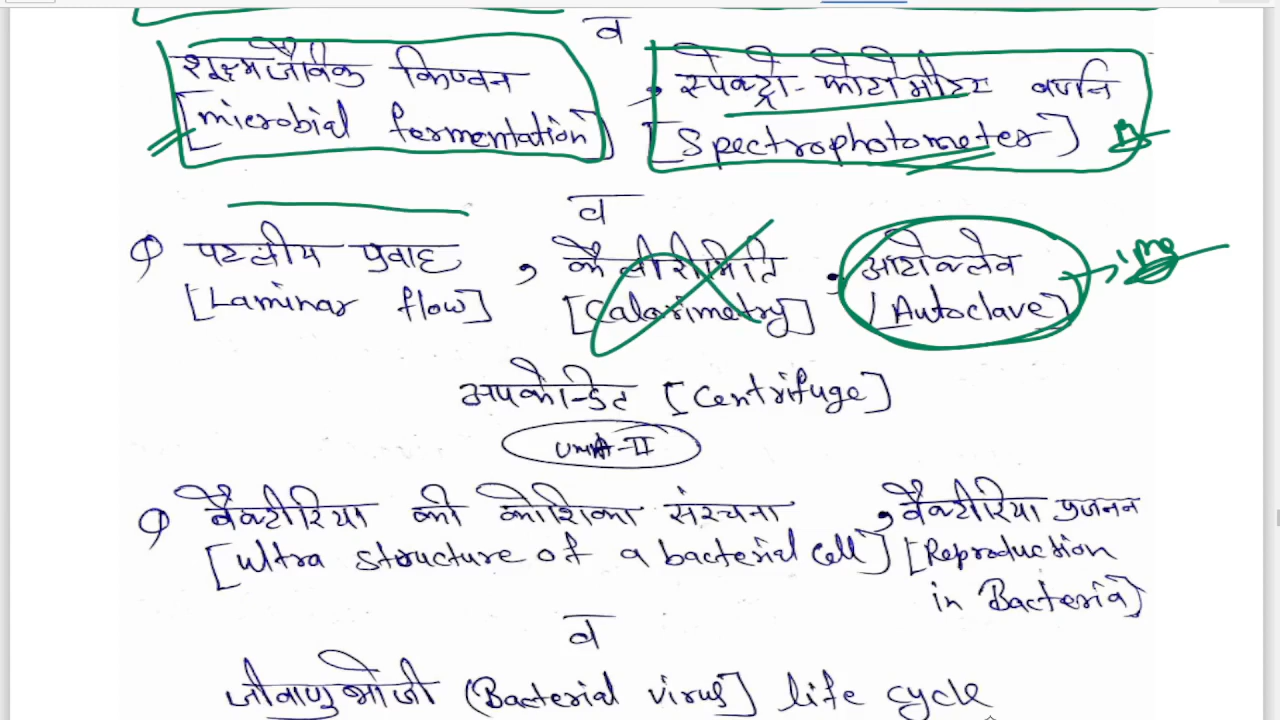 व
शूक्ष्मजैविक किण्वन , स्पेक्ट्रो-फोटोमीटर वर्णन
[microbial fermentation] [Spectrophotometer]
व
Q पटलीय प्रवाह , कैलोरीमिति , आटोक्लेव → imp
[Laminar flow] [Calorimetry] [Autoclave]
अपकेन्डित [Centrifuge]
Unit-II
Q बैक्टीरिया की कोशिका संरचना , बैक्टीरिया प्रजनन
[Ultra structure of a bacterial cell] [Reproduction
in Bacteria]
व
जीवाणुभोजी (Bacterial virus] life cycle